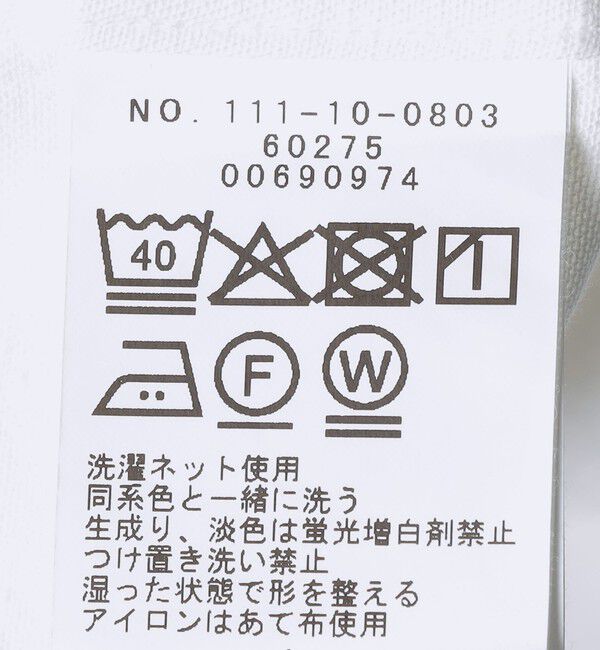 NO. 111-10-0803
60275
00690974
40
F W
洗濯ネット使用
同系色と一緒に洗う
生成り、淡色は蛍光増白剤禁止
つけ置き洗い禁止
湿った状態で形を整える
アイロンはあて布使用